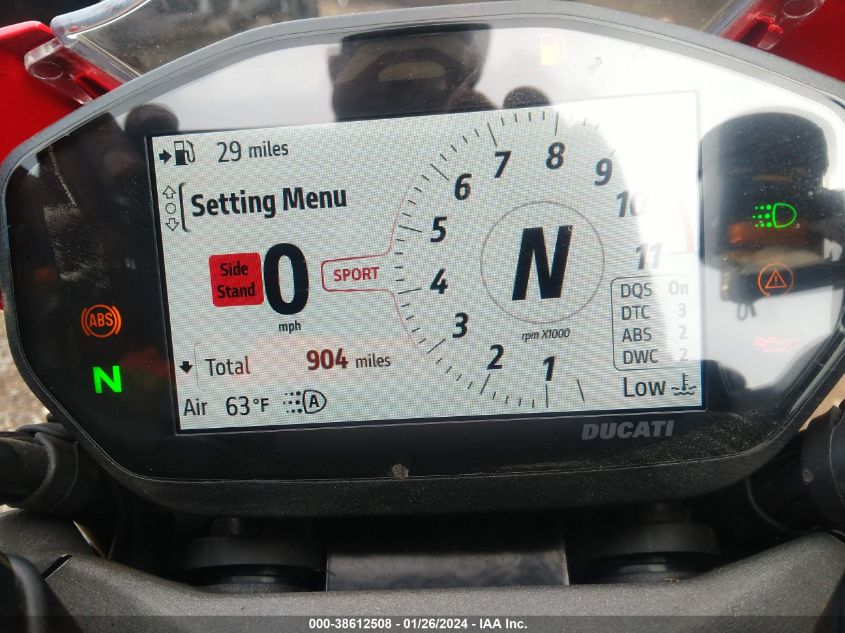 29 miles
Setting Menu
Side
Stand
0
mph
SPORT
Total 904 miles
Air 63°F
A
1
2
3
4
5
6
7
8
9
10
11
N
rpm X1000
DQS On
DTC 3
ABS 2
DWC 2
Low
ABS
N
DUCATI
000-38612508 - 01/26/2024 - IAA Inc.